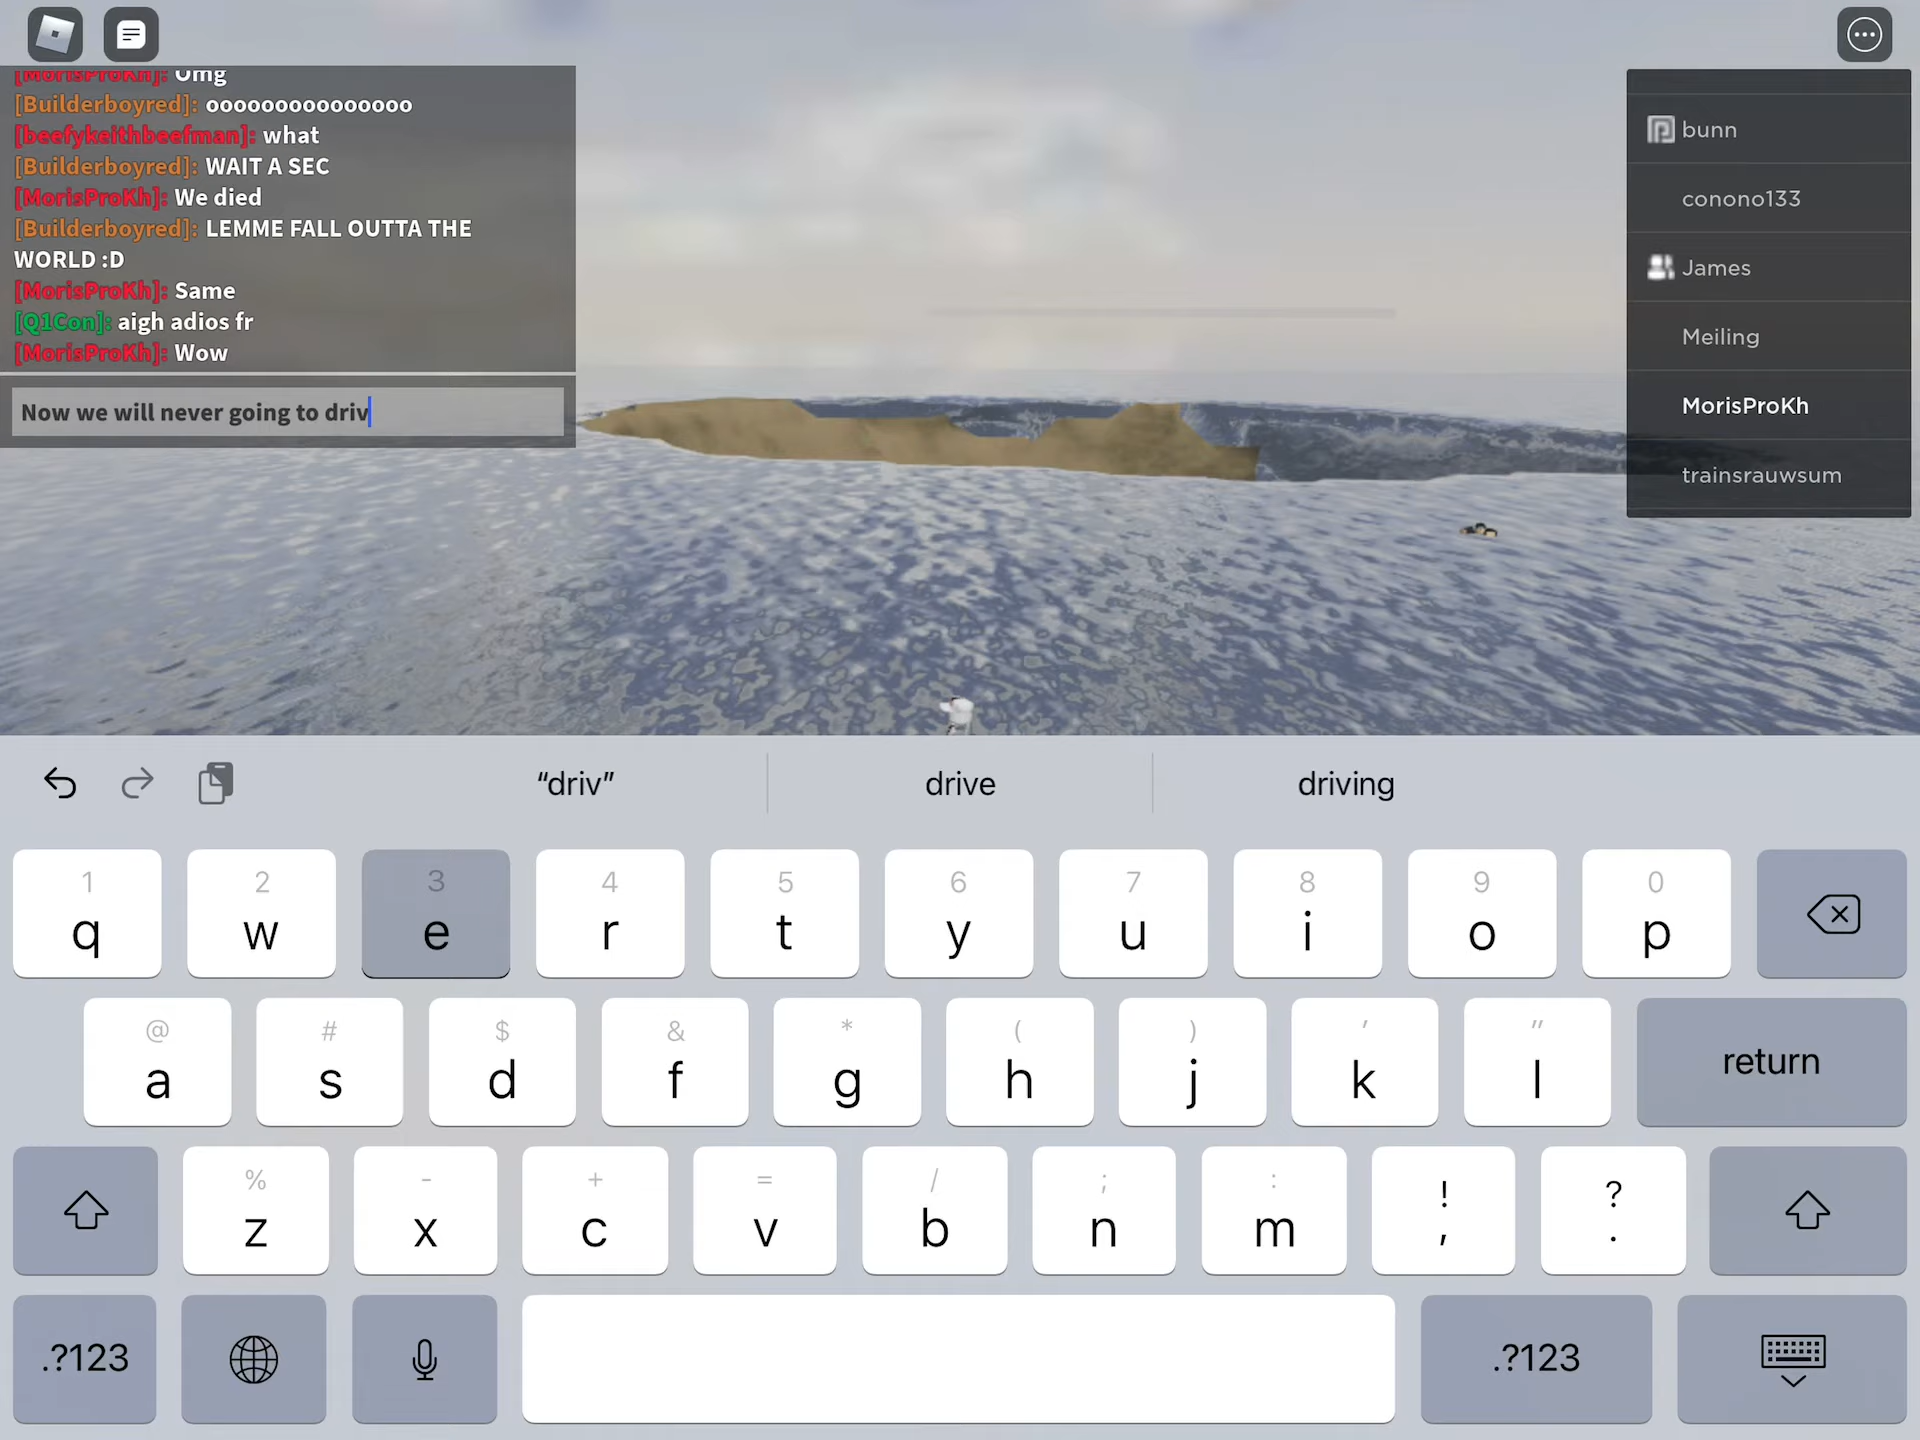 [MorisProKh]: Omg
[Builderboyred]: ooooooooooooooo
[beefykeithbeefman]: what
[Builderboyred]: WAIT A SEC
[MorisProKh]: We died
[Builderboyred]: LEMME FALL OUTTA THE
WORLD :D
[MorisProKh]: Same
[Q1Con]: aigh adios fr
[MorisProKh]: Wow
Now we will never going to driv
bunn
conono133
James
Meiling
MorisProKh
trainsrauwsum
“driv” drive driving
1 2 3 4 5 6 7 8 9 0
q w e r t y u i o p
@ # $ & * ( ) ' "
a s d f g h j k l return
% - + = / ; : ! ?
z x c v b n m , .
.?123 .?123